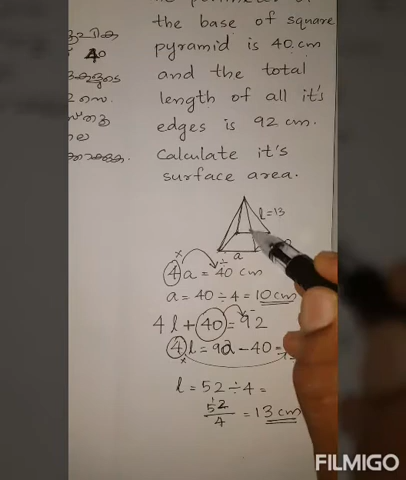 the base of square
pyramid is 40 cm
and the total
length of all it's
edges is 92 cm.
Calculate it's
surface area.
40
l=13
a
4a = 40 cm
a = 40 ÷ 4 = 10 cm
4l + 40 = 92
4l = 92 - 40 =
l = 52 ÷ 4 =
52/4 = 13 cm
FILMIGO